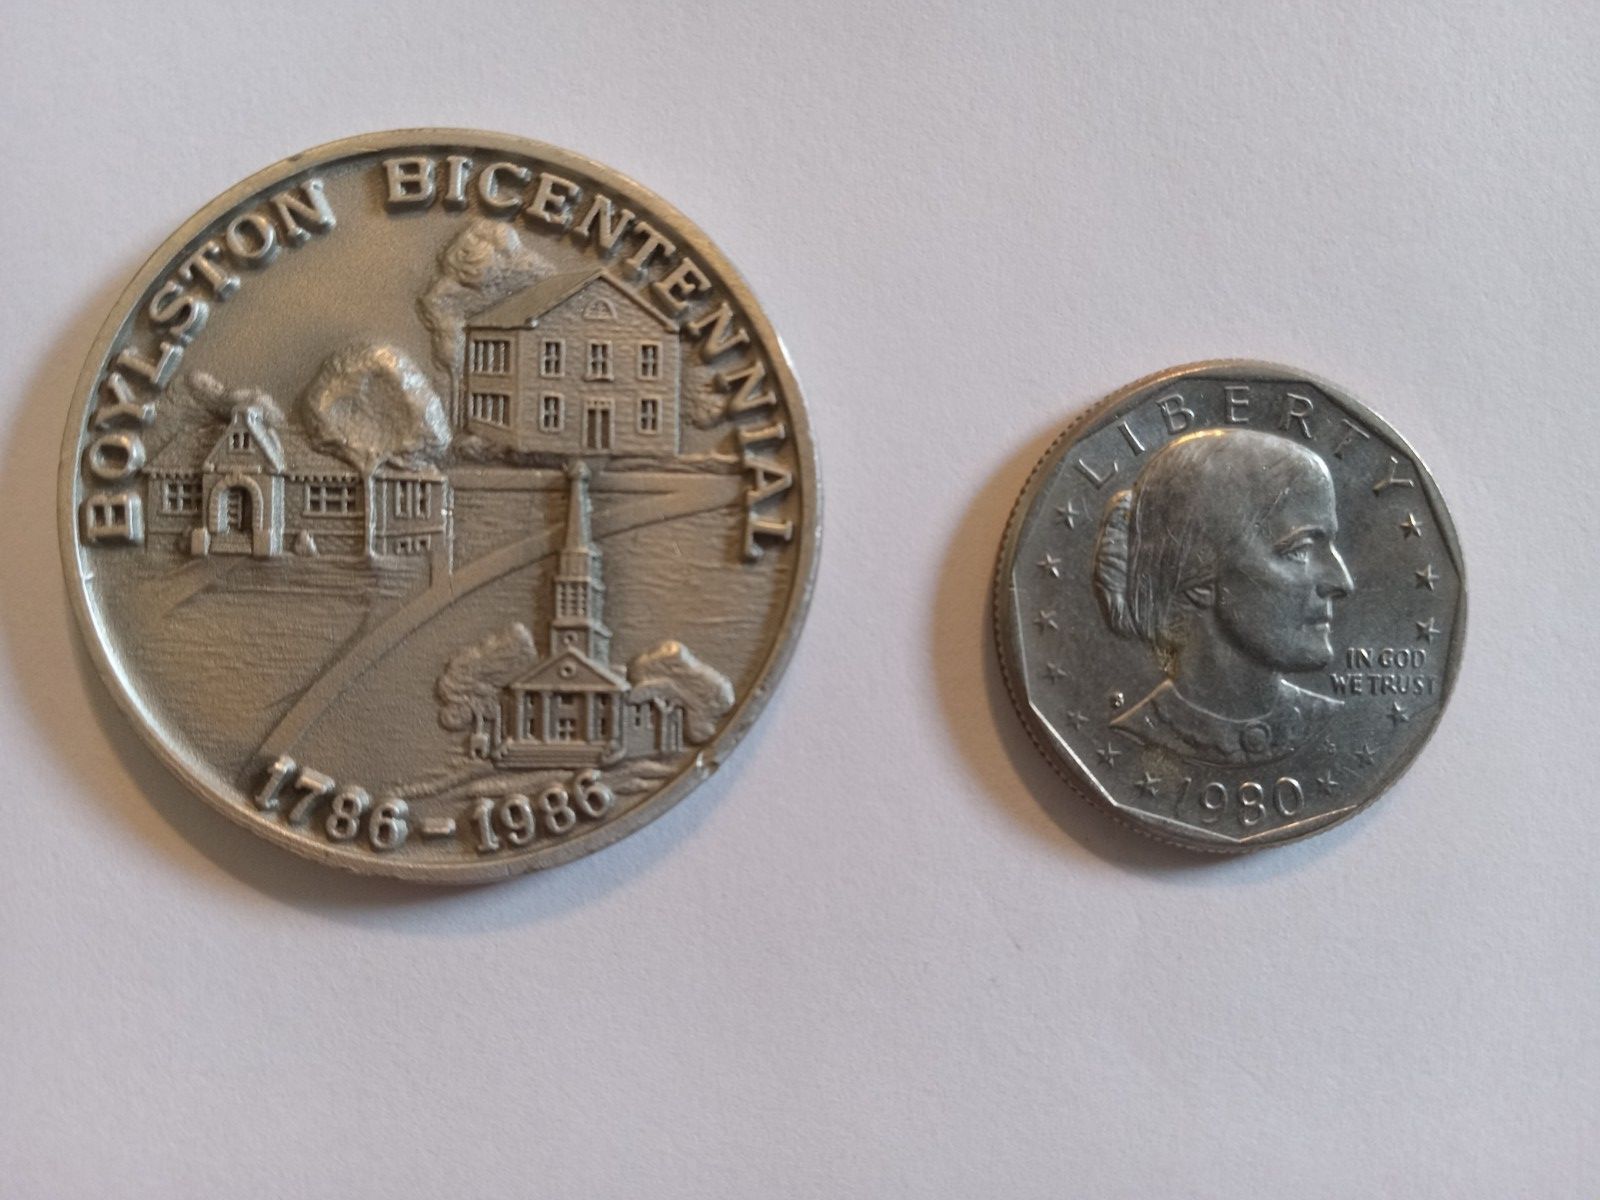 BOYLSTON BICENTENNIAL
1786-1986
LIBERTY
IN GOD
WE TRUST
S
1980